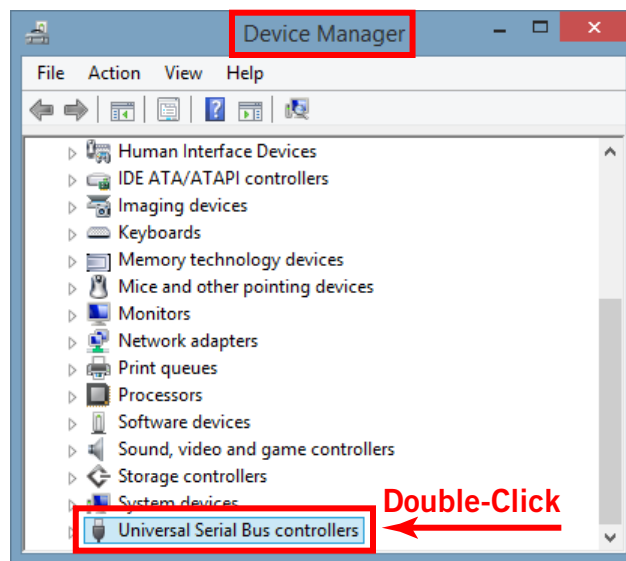 Device Manager
File Action View Help
Human Interface Devices
IDE ATA/ATAPI controllers
Imaging devices
Keyboards
Memory technology devices
Mice and other pointing devices
Monitors
Network adapters
Print queues
Processors
Software devices
Sound, video and game controllers
Storage controllers
System devices
Double-Click
Universal Serial Bus controllers